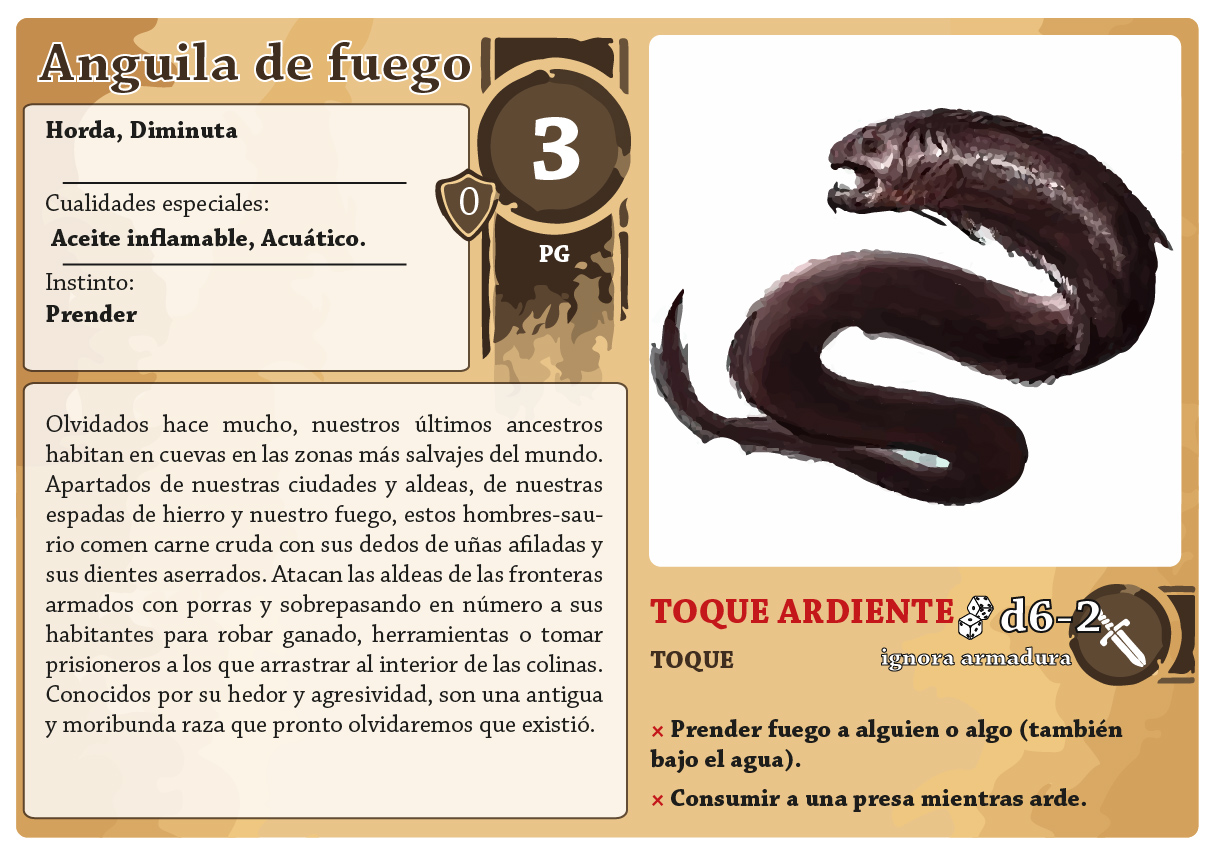 Anguila de fuego
Horda, Diminuta
Cualidades especiales:
Aceite inflamable, Acuático.
Instinto:
Prender
3
0
PG
Olvidados hace mucho, nuestros últimos ancestros
habitan en cuevas en las zonas más salvajes del mundo.
Apartados de nuestras ciudades y aldeas, de nuestras
espadas de hierro y nuestro fuego, estos hombres-sau-
rio comen carne cruda con sus dedos de uñas afiladas y
sus dientes aserrados. Atacan las aldeas de las fronteras
armados con porras y sobrepasando en número a sus
habitantes para robar ganado, herramientas o tomar
prisioneros a los que arrastrar al interior de las colinas.
Conocidos por su hedor y agresividad, son una antigua
y moribunda raza que pronto olvidaremos que existió.
TOQUE ARDIENTE d6-2
TOQUE ignora armadura
× Prender fuego a alguien o algo (también
bajo el agua).
× Consumir a una presa mientras arde.